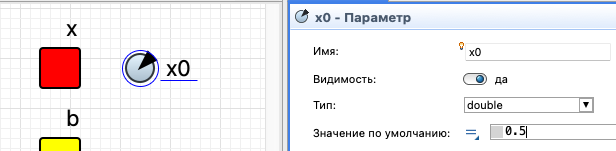 x
x0
b
x0 - Параметр
Имя: x0
Видимость: да
Тип: double
Значение по умолчанию: 0.5